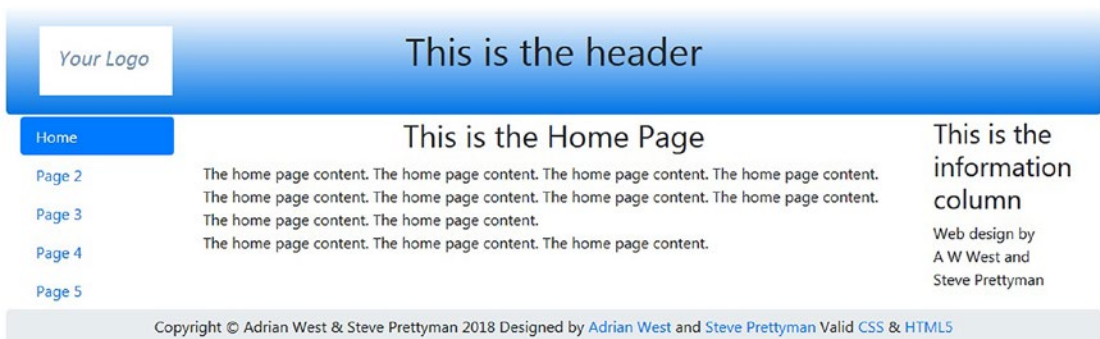 Your Logo
This is the header
Home
Page 2
Page 3
Page 4
Page 5
This is the Home Page
The home page content. The home page content. The home page content. The home page content.
The home page content. The home page content. The home page content. The home page content.
The home page content. The home page content.
The home page content. The home page content. The home page content.
This is the
information
column
Web design by
A W West and
Steve Prettyman
Copyright © Adrian West & Steve Prettyman 2018 Designed by Adrian West and Steve Prettyman Valid CSS & HTML5